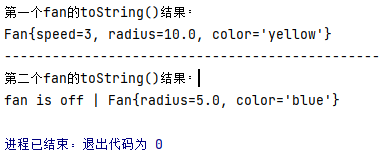 第一个fan的toString()结果：
Fan{speed=3, radius=10.0, color='yellow'}
------------------------------------------------
第二个fan的toString()结果：
fan is off | Fan{radius=5.0, color='blue'}
进程已结束：退出代码为 0